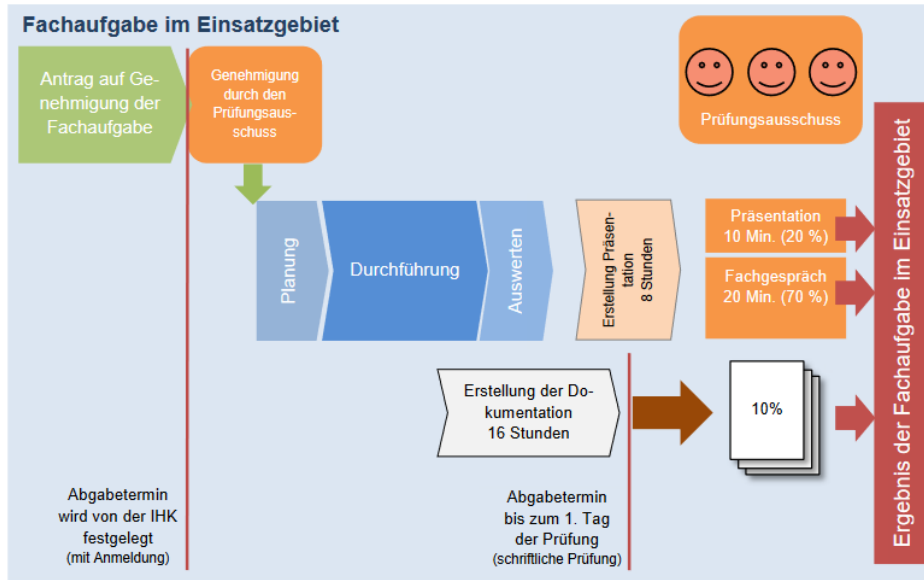 Fachaufgabe im Einsatzgebiet
Antrag auf Ge-
nehmigung der
Fachaufgabe
Genehmigung
durch den
Prüfungsaus-
schuss
Prüfungsausschuss
Planung
Durchführung
Auswerten
Erstellung Präsen-
tation
8 Stunden
Präsentation
10 Min. (20 %)
Fachgespräch
20 Min. (70 %)
Erstellung der Do-
kumentation
16 Stunden
10%
Ergebnis der Fachaufgabe im Einsatzgebiet
Abgabetermin
wird von der IHK
festgelegt
(mit Anmeldung)
Abgabetermin
bis zum 1. Tag
der Prüfung
(schriftliche Prüfung)